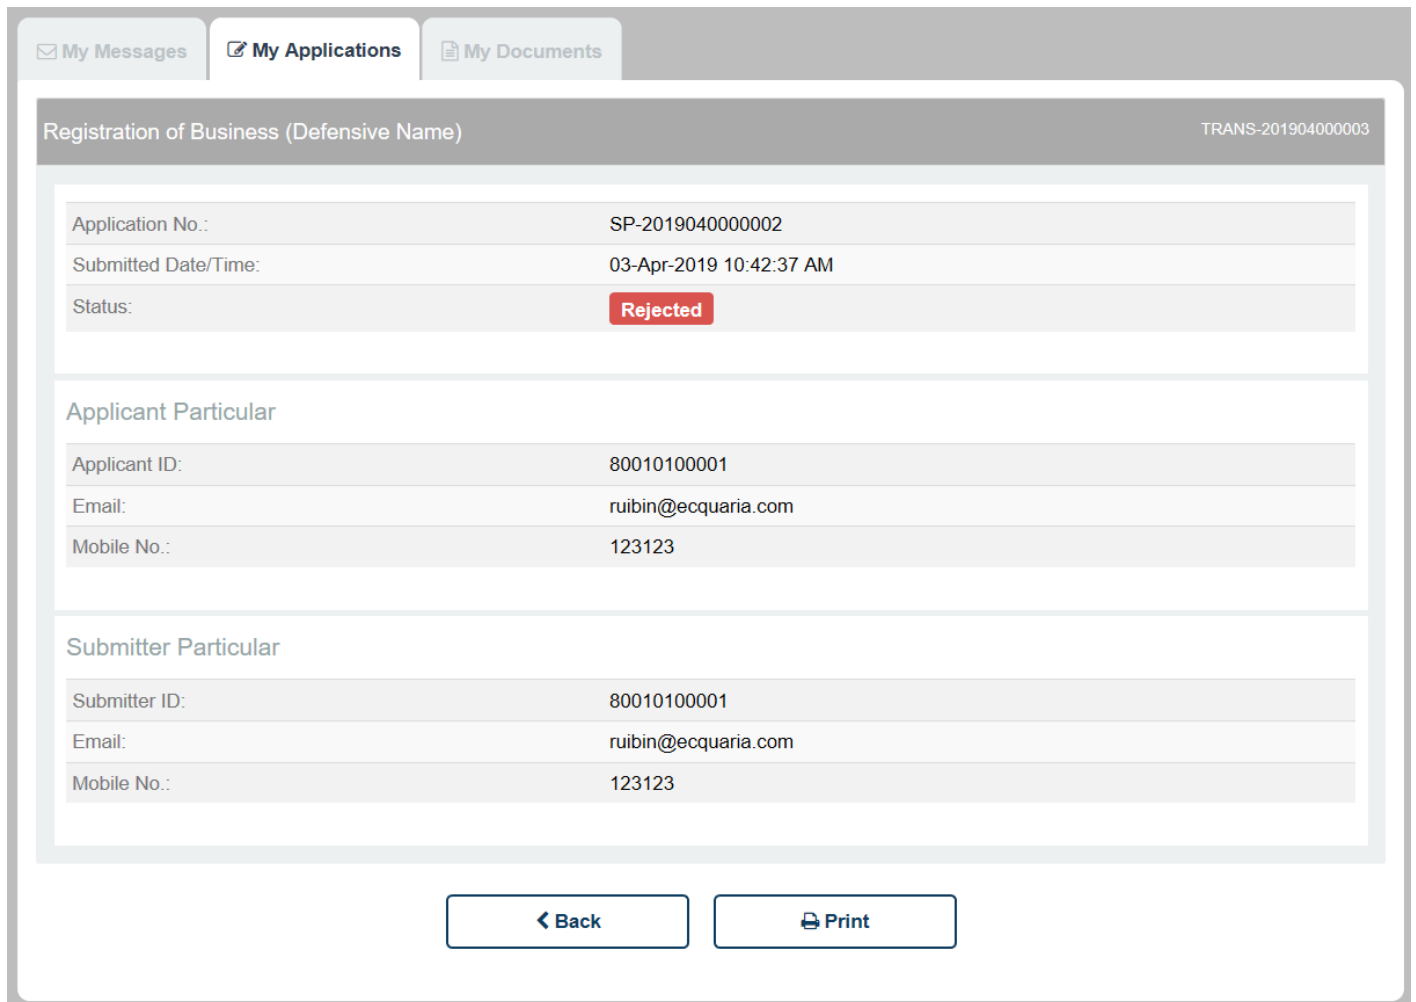 My Messages My Applications My Documents
Registration of Business (Defensive Name) TRANS-201904000003
Application No.: SP-2019040000002
Submitted Date/Time: 03-Apr-2019 10:42:37 AM
Status: Rejected
Applicant Particular
Applicant ID: 80010100001
Email: ruibin@ecquaria.com
Mobile No.: 123123
Submitter Particular
Submitter ID: 80010100001
Email: ruibin@ecquaria.com
Mobile No.: 123123
Back Print